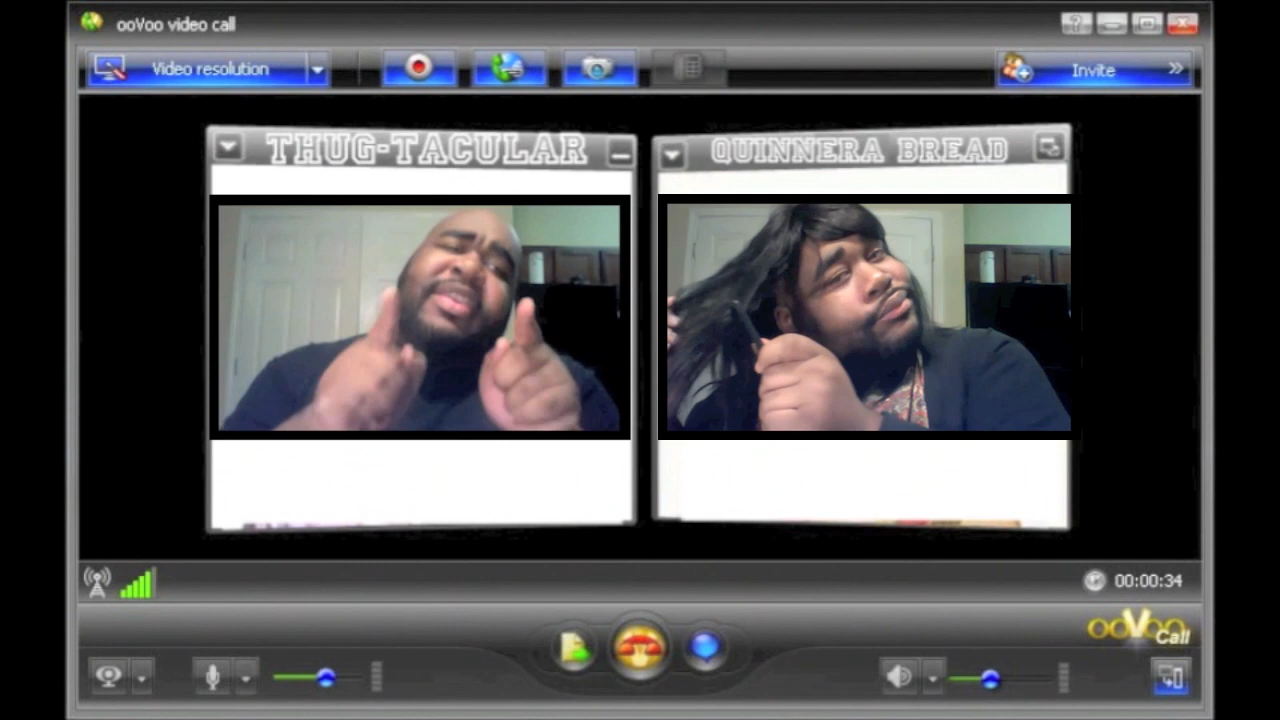 ooVoo video call
Video resolution
Invite
THUG-TACULAR
QUINNERA BREAD
00:00:34
ooVoo
Call